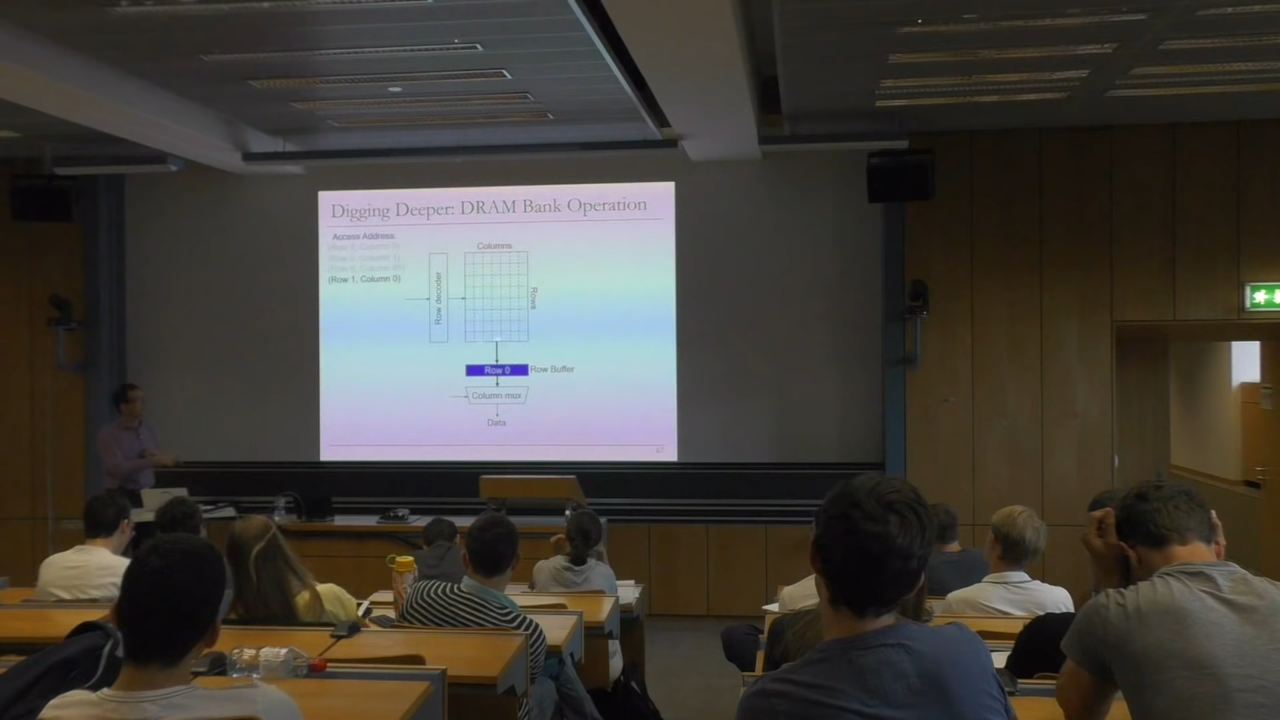 Digging Deeper: DRAM Bank Operation
Access Address:
(Row 1, Column 0)
Columns
Row decoder
Rows
Row 0
Row Buffer
Column mux
Data